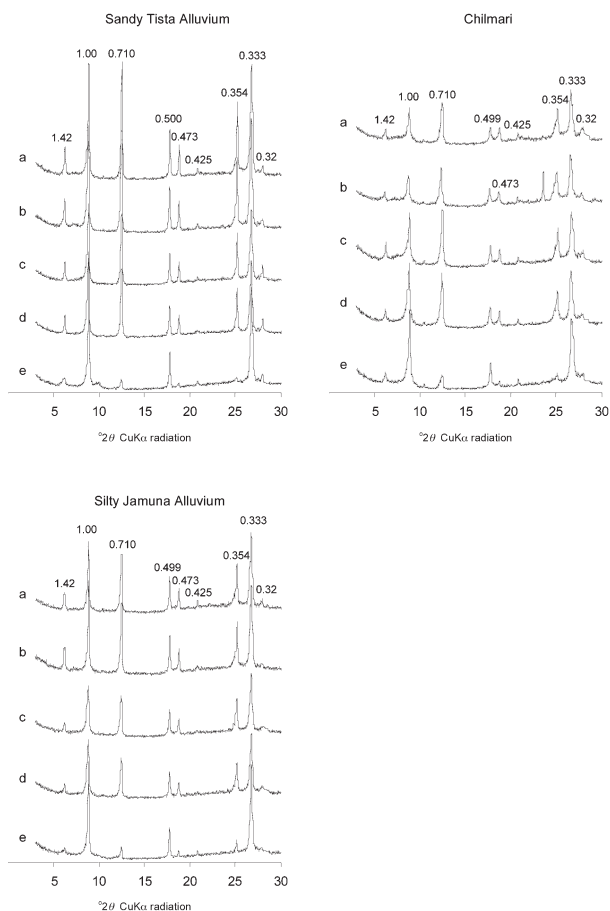 Sandy Tista Alluvium
1.00 0.710 0.333
0.354
1.42 0.500
0.473
0.425 0.32
a
b
c
d
e
5 10 15 20 25 30
°2θ CuKα radiation
Chilmari
0.333
1.00 0.710 0.354
1.42 0.499 0.425 0.32
a
b 0.473
c
d
e
5 10 15 20 25 30
°2θ CuKα radiation
Silty Jamuna Alluvium
1.00 0.333
0.710 0.354
1.42 0.499
0.473
0.425 0.32
a
b
c
d
e
5 10 15 20 25 30
°2θ CuKα radiation